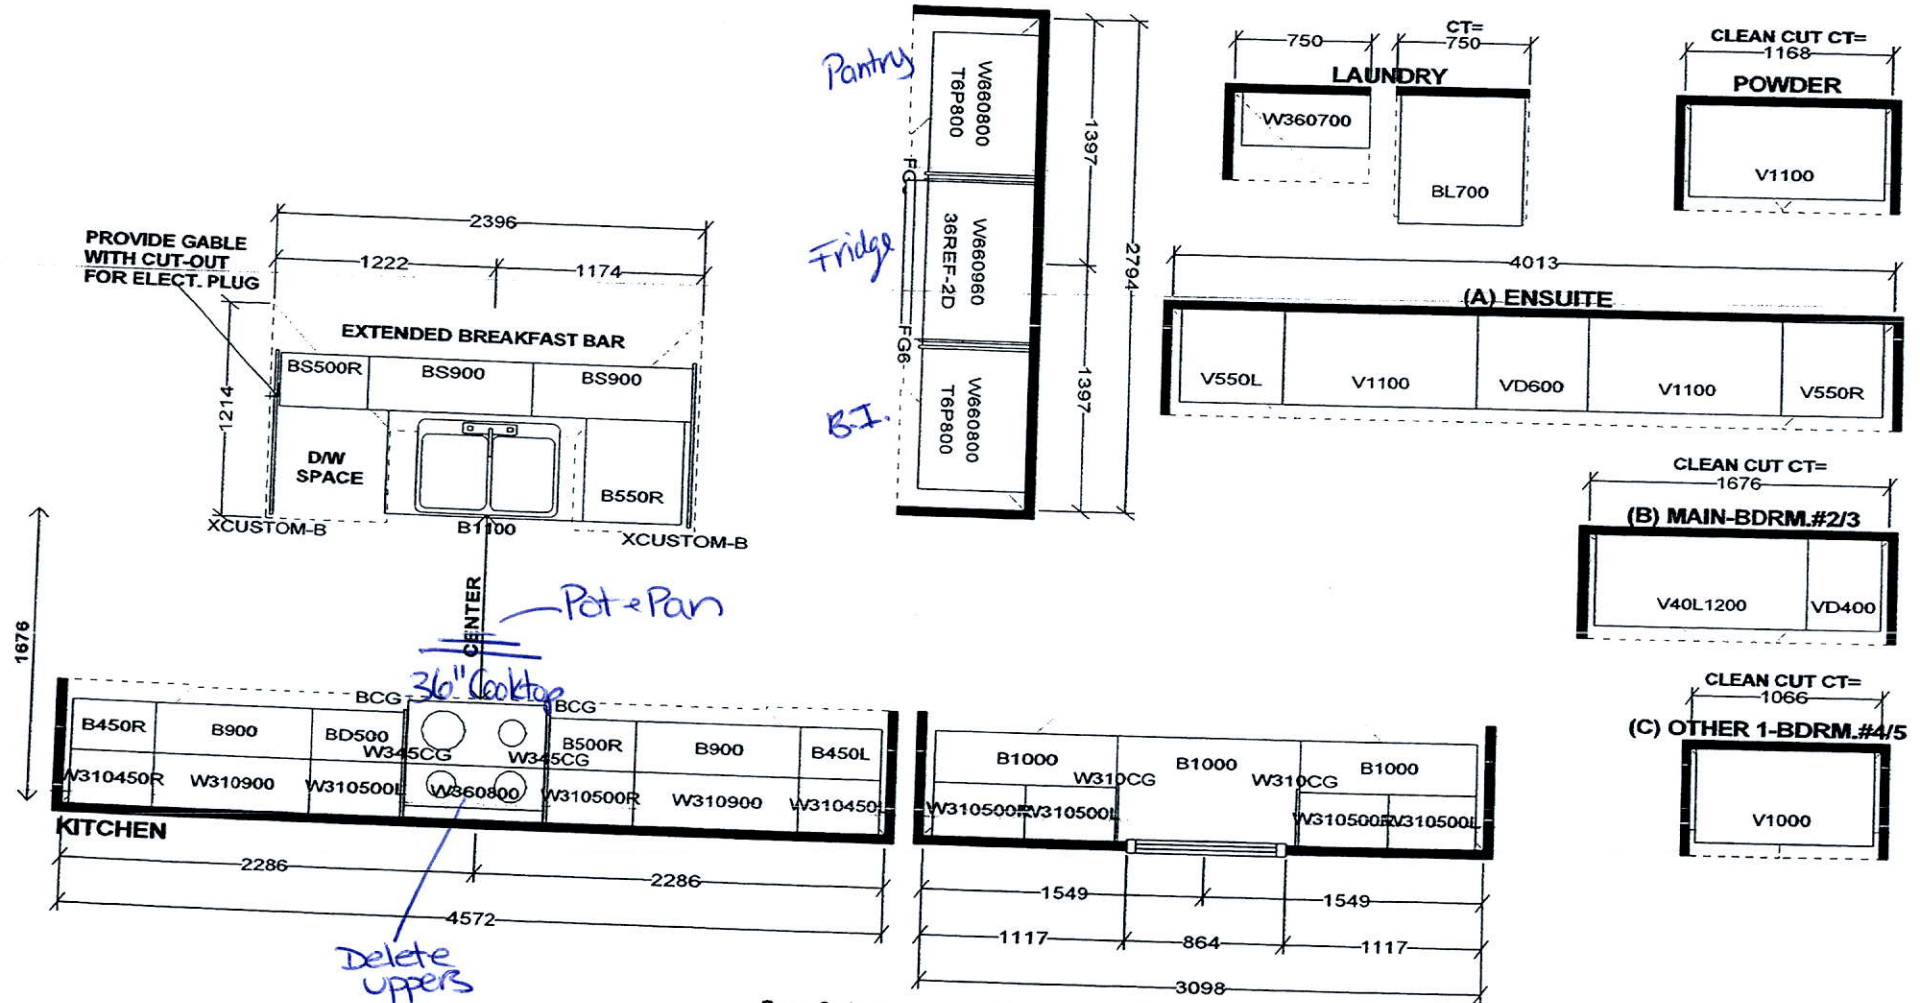 Pantry
W660800
T6P800
Fridge
W660960
36REF-2D
B.I.
W660800
T6P800
FG6
1397
1397
2794
750
CT=
750
LAUNDRY
W360700
BL700
CLEAN CUT CT=
1168
POWDER
V1100
2396
1222
1174
PROVIDE GABLE
WITH CUT-OUT
FOR ELECT. PLUG
EXTENDED BREAKFAST BAR
1214
BS500R
BS900
BS900
D/W
SPACE
B550R
XCUSTOM-B
B1100
XCUSTOM-B
4013
(A) ENSUITE
V550L
V1100
VD600
V1100
V550R
CLEAN CUT CT=
1676
(B) MAIN-BDRM.#2/3
V40L1200
VD400
CENTER
Pot & Pan
1676
36" Cooktop
BCG
BCG
B450R
B900
BD500
W345CG
W345CG
B500R
B900
B450L
W310450R
W310900
W310500L
W360800
W310500R
W310900
W310450L
KITCHEN
2286
2286
4572
Delete
uppers
B1000
W310CG
B1000
W310CG
B1000
W310500R
W310500L
W310500R
W310500L
1549
1549
1117
864
1117
3098
CLEAN CUT CT=
1066
(C) OTHER 1-BDRM.#4/5
V1000